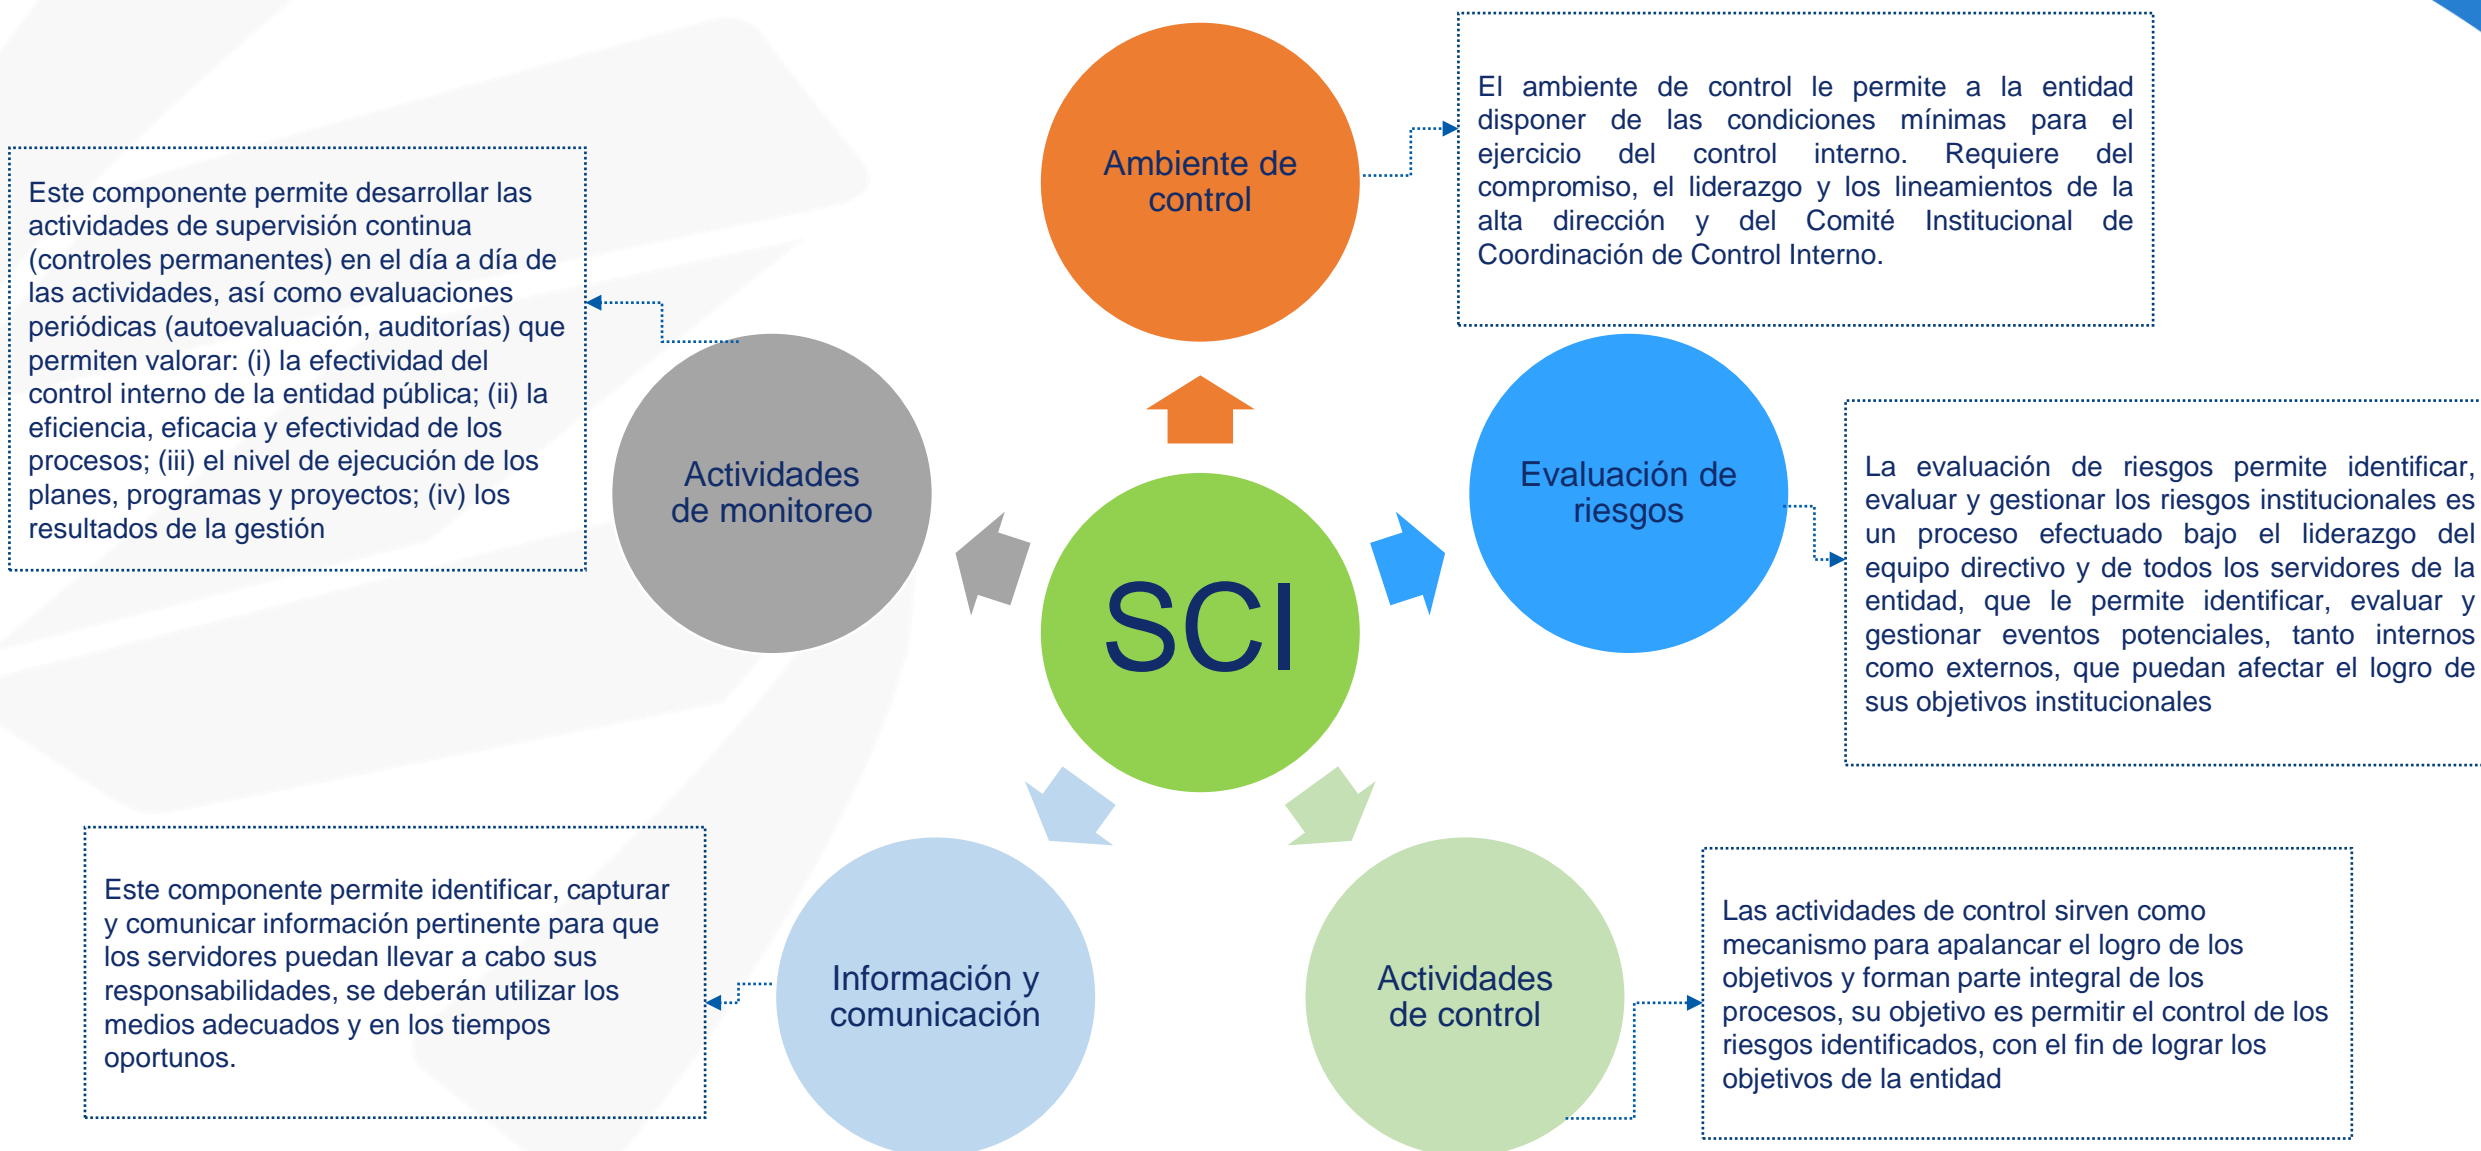 Ambiente de
control
El ambiente de control le permite a la entidad
disponer de las condiciones mínimas para el
ejercicio del control interno. Requiere del
compromiso, el liderazgo y los lineamientos de la
alta dirección y del Comité Institucional de
Coordinación de Control Interno.
Este componente permite desarrollar las
actividades de supervisión continua
(controles permanentes) en el día a día de
las actividades, así como evaluaciones
periódicas (autoevaluación, auditorías) que
permiten valorar: (i) la efectividad del
control interno de la entidad pública; (ii) la
eficiencia, eficacia y efectividad de los
procesos; (iii) el nivel de ejecución de los
planes, programas y proyectos; (iv) los
resultados de la gestión
Actividades
de monitoreo
SCI
Evaluación de
riesgos
La evaluación de riesgos permite identificar,
evaluar y gestionar los riesgos institucionales es
un proceso efectuado bajo el liderazgo del
equipo directivo y de todos los servidores de la
entidad, que le permite identificar, evaluar y
gestionar eventos potenciales, tanto internos
como externos, que puedan afectar el logro de
sus objetivos institucionales
Este componente permite identificar, capturar
y comunicar información pertinente para que
los servidores puedan llevar a cabo sus
responsabilidades, se deberán utilizar los
medios adecuados y en los tiempos
oportunos.
Información y
comunicación
Actividades
de control
Las actividades de control sirven como
mecanismo para apalancar el logro de los
objetivos y forman parte integral de los
procesos, su objetivo es permitir el control de los
riesgos identificados, con el fin de lograr los
objetivos de la entidad